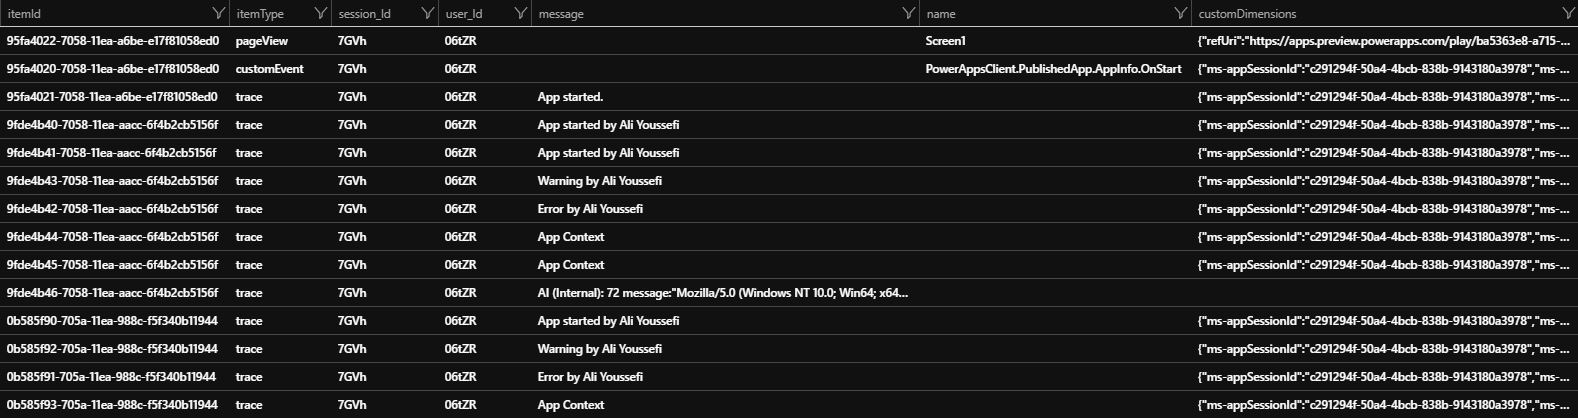 itemId itemType session_Id user_Id message name customDimensions
95fa4022-7058-11ea-a6be-e17f81058ed0 pageView 7GVh 06tZR Screen1 {"refUri":"https://apps.preview.powerapps.com/play/ba5363e8-a715-...
95fa4020-7058-11ea-a6be-e17f81058ed0 customEvent 7GVh 06tZR PowerAppsClient.PublishedApp.AppInfo.OnStart {"ms-appSessionId":"c291294f-50a4-4bcb-838b-9143180a3978","ms-...
95fa4021-7058-11ea-a6be-e17f81058ed0 trace 7GVh 06tZR App started. {"ms-appSessionId":"c291294f-50a4-4bcb-838b-9143180a3978","ms-...
9fde4b40-7058-11ea-aacc-6f4b2cb5156f trace 7GVh 06tZR App started by Ali Youssefi {"ms-appSessionId":"c291294f-50a4-4bcb-838b-9143180a3978","ms-...
9fde4b41-7058-11ea-aacc-6f4b2cb5156f trace 7GVh 06tZR App started by Ali Youssefi {"ms-appSessionId":"c291294f-50a4-4bcb-838b-9143180a3978","ms-...
9fde4b43-7058-11ea-aacc-6f4b2cb5156f trace 7GVh 06tZR Warning by Ali Youssefi {"ms-appSessionId":"c291294f-50a4-4bcb-838b-9143180a3978","ms-...
9fde4b42-7058-11ea-aacc-6f4b2cb5156f trace 7GVh 06tZR Error by Ali Youssefi {"ms-appSessionId":"c291294f-50a4-4bcb-838b-9143180a3978","ms-...
9fde4b44-7058-11ea-aacc-6f4b2cb5156f trace 7GVh 06tZR App Context {"ms-appSessionId":"c291294f-50a4-4bcb-838b-9143180a3978","ms-...
9fde4b45-7058-11ea-aacc-6f4b2cb5156f trace 7GVh 06tZR App Context {"ms-appSessionId":"c291294f-50a4-4bcb-838b-9143180a3978","ms-...
9fde4b46-7058-11ea-aacc-6f4b2cb5156f trace 7GVh 06tZR AI (Internal): 72 message:"Mozilla/5.0 (Windows NT 10.0; Win64; x64...
0b585f90-705a-11ea-988c-f5f340b11944 trace 7GVh 06tZR App started by Ali Youssefi {"ms-appSessionId":"c291294f-50a4-4bcb-838b-9143180a3978","ms-...
0b585f92-705a-11ea-988c-f5f340b11944 trace 7GVh 06tZR Warning by Ali Youssefi {"ms-appSessionId":"c291294f-50a4-4bcb-838b-9143180a3978","ms-...
0b585f91-705a-11ea-988c-f5f340b11944 trace 7GVh 06tZR Error by Ali Youssefi {"ms-appSessionId":"c291294f-50a4-4bcb-838b-9143180a3978","ms-...
0b585f93-705a-11ea-988c-f5f340b11944 trace 7GVh 06tZR App Context {"ms-appSessionId":"c291294f-50a4-4bcb-838b-9143180a3978","ms-...